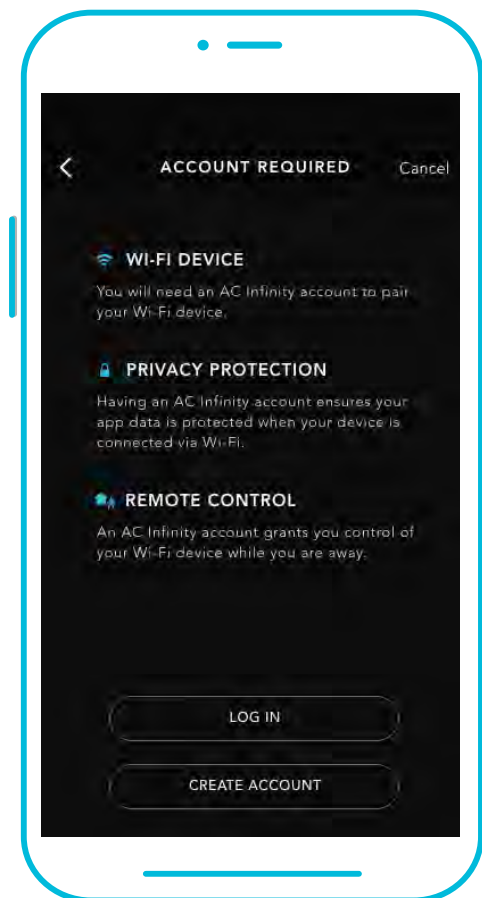 ACCOUNT REQUIRED Cancel
WI-FI DEVICE
You will need an AC Infinity account to pair
your Wi-Fi device.
PRIVACY PROTECTION
Having an AC Infinity account ensures your
app data is protected when your device is
connected via Wi-Fi.
REMOTE CONTROL
An AC Infinity account grants you control of
your Wi-Fi device while you are away.
LOG IN
CREATE ACCOUNT